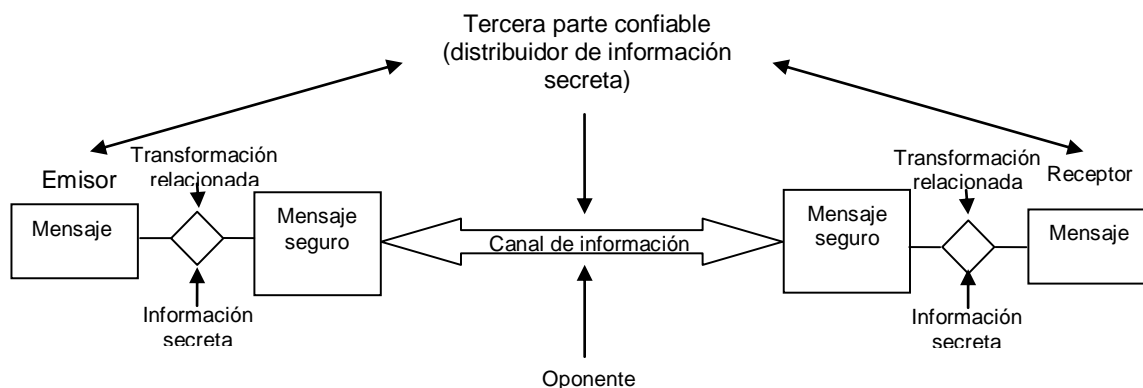 Tercera parte confiable
(distribuidor de información
secreta)
Transformación
relacionada
Emisor
Mensaje
Mensaje
seguro
Información
secreta
Canal de información
Oponente
Transformación
relacionada
Receptor
Mensaje
seguro
Mensaje
Información
secreta